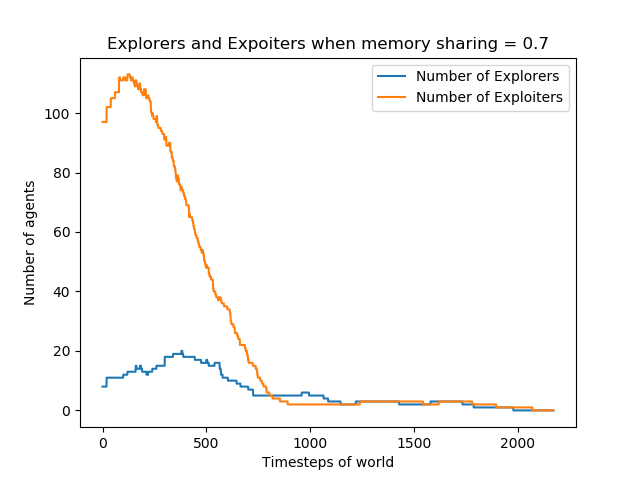 Explorers and Expoiters when memory sharing = 0.7
Number of Explorers
Number of Exploiters
Number of agents
100
80
60
40
20
0
0 500 1000 1500 2000
Timesteps of world